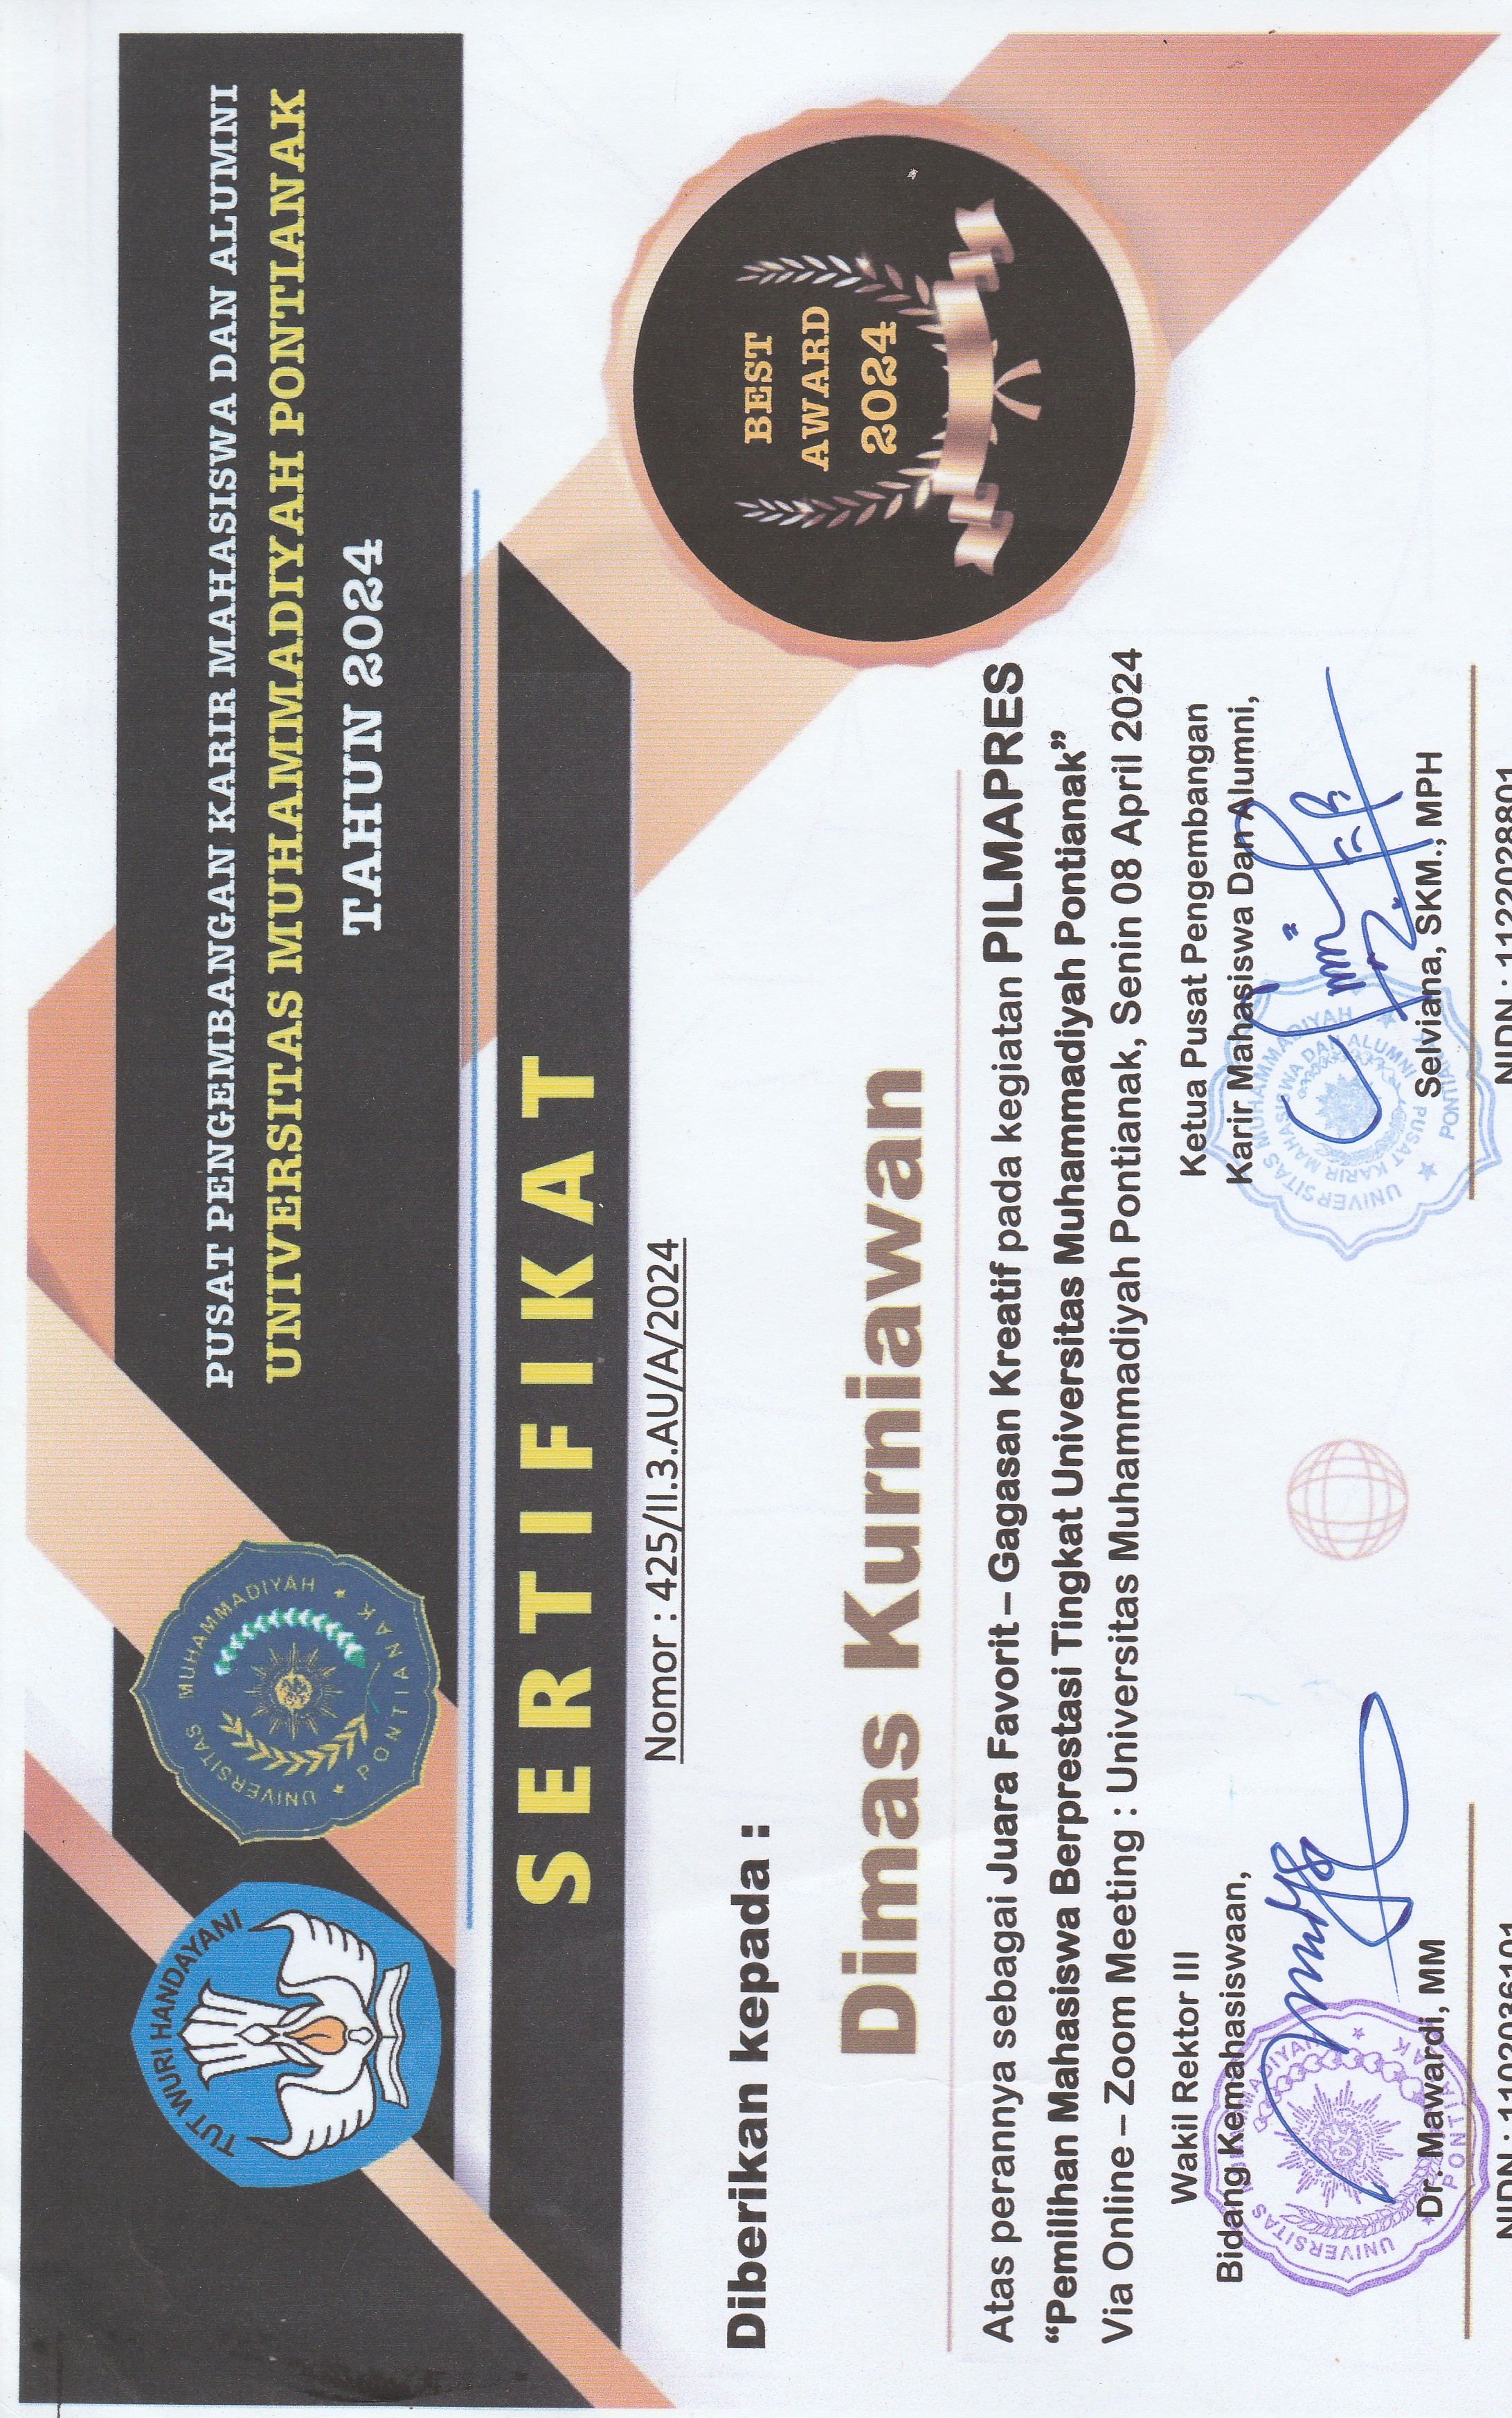 TUT WURI HANDAYANI
UNIVERSITAS MUHAMMADIYAH
PONTIANAK
PUSAT PENGEMBANGAN KARIR MAHASISWA DAN ALUMNI
UNIVERSITAS MUHAMMADIYAH PONTIANAK
TAHUN 2024
SERTIFIKAT
Nomor : 425/II.3.AU/A/2024
Diberikan kepada :
BEST
AWARD
2024
Dimas Kurniawan
Atas perannya sebagai Juara Favorit – Gagasan Kreatif pada kegiatan PILMAPRES
“Pemilihan Mahasiswa Berprestasi Tingkat Universitas Muhammadiyah Pontianak”
Via Online – Zoom Meeting : Universitas Muhammadiyah Pontianak, Senin 08 April 2024
Wakil Rektor III
Bidang Kemahasiswaan,
UNIVERSITAS MUHAMMADIYAH
PONTIANAK
Dr. Mawardi, MM
NIDN : 1102036101
Ketua Pusat Pengembangan
Karir Mahasiswa Dan Alumni,
UNIVERSITAS MUHAMMADIYAH
PONTIANAK
PUSAT KARIR MAHASISWA DAN ALUMNI
Selviana, SKM., MPH
NIDN : 1122028801